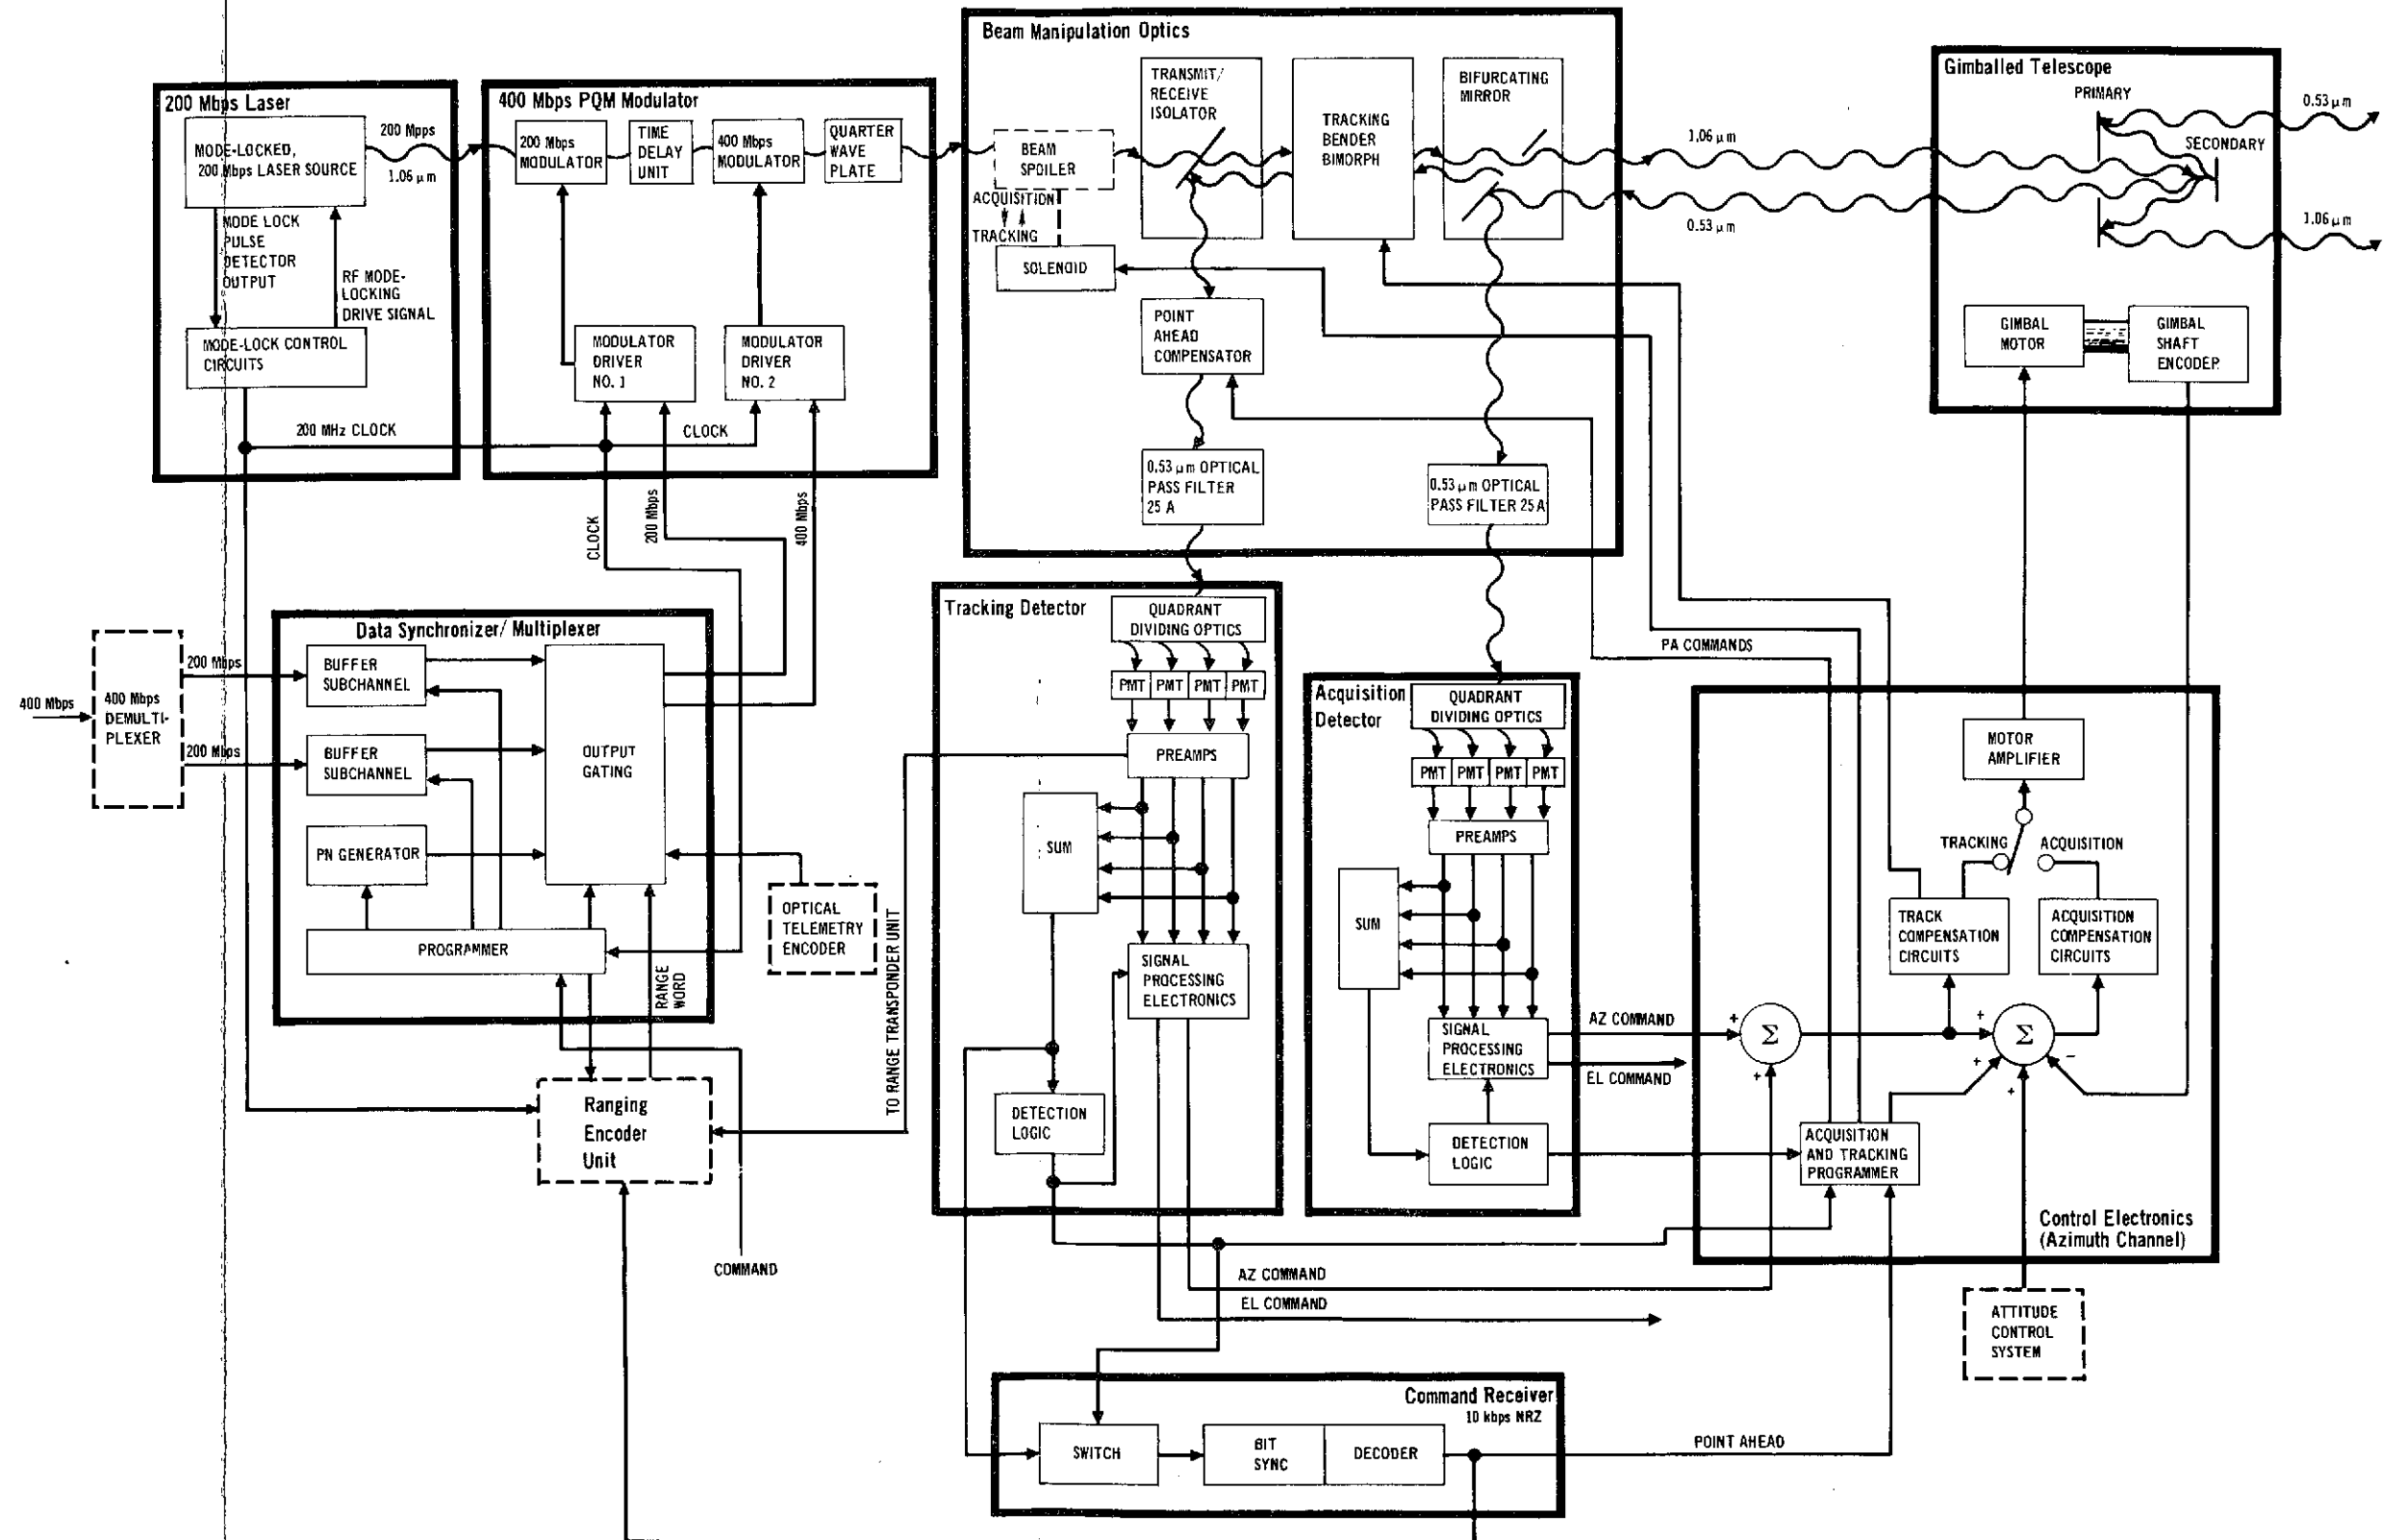 200 Mbps Laser
MODE-LOCKED,
200 Mbps LASER SOURCE
200 Mpps
1.06 µm
MODE LOCK
PULSE
DETECTOR
OUTPUT
RF MODE-
LOCKING
DRIVE SIGNAL
MODE-LOCK CONTROL
CIRCUITS
200 MHz CLOCK
400 Mbps PQM Modulator
200 Mbps
MODULATOR
TIME
DELAY
UNIT
400 Mbps
MODULATOR
QUARTER
WAVE
PLATE
MODULATOR
DRIVER
NO. 1
MODULATOR
DRIVER
NO. 2
CLOCK
CLOCK
200 Mbps
400 Mbps
Beam Manipulation Optics
BEAM
SPOILER
ACQUISITION
TRACKING
SOLENOID
TRANSMIT/
RECEIVE
ISOLATOR
TRACKING
BENDER
BIMORPH
BIFURCATING
MIRROR
POINT
AHEAD
COMPENSATOR
0.53 µm OPTICAL
PASS FILTER
25 A
0.53 µm OPTICAL
PASS FILTER 25A
1.06 µm
0.53 µm
Gimballed Telescope
PRIMARY
SECONDARY
0.53 µm
1.06 µm
GIMBAL
MOTOR
GIMBAL
SHAFT
ENCODER
400 Mbps
400 Mbps
DEMULTI-
PLEXER
200 Mbps
200 Mbps
Data Synchronizer/ Multiplexer
BUFFER
SUBCHANNEL
BUFFER
SUBCHANNEL
PN GENERATOR
OUTPUT
GATING
PROGRAMMER
RANGE
WORD
OPTICAL
TELEMETRY
ENCODER
Ranging
Encoder
Unit
COMMAND
TO RANGE TRANSPONDER UNIT
Tracking Detector
QUADRANT
DIVIDING OPTICS
PMT PMT PMT PMT
PREAMPS
SUM
SIGNAL
PROCESSING
ELECTRONICS
DETECTION
LOGIC
Acquisition
Detector
QUADRANT
DIVIDING OPTICS
PMT PMT PMT PMT
PREAMPS
SUM
SIGNAL
PROCESSING
ELECTRONICS
DETECTION
LOGIC
AZ COMMAND
EL COMMAND
PA COMMANDS
MOTOR
AMPLIFIER
TRACKING
ACQUISITION
TRACK
COMPENSATION
CIRCUITS
ACQUISITION
COMPENSATION
CIRCUITS
+
Σ
+
+
Σ
+
−
+
ACQUISITION
AND TRACKING
PROGRAMMER
Control Electronics
(Azimuth Channel)
AZ COMMAND
EL COMMAND
ATTITUDE
CONTROL
SYSTEM
Command Receiver
10 kbps NRZ
SWITCH
BIT
SYNC
DECODER
POINT AHEAD